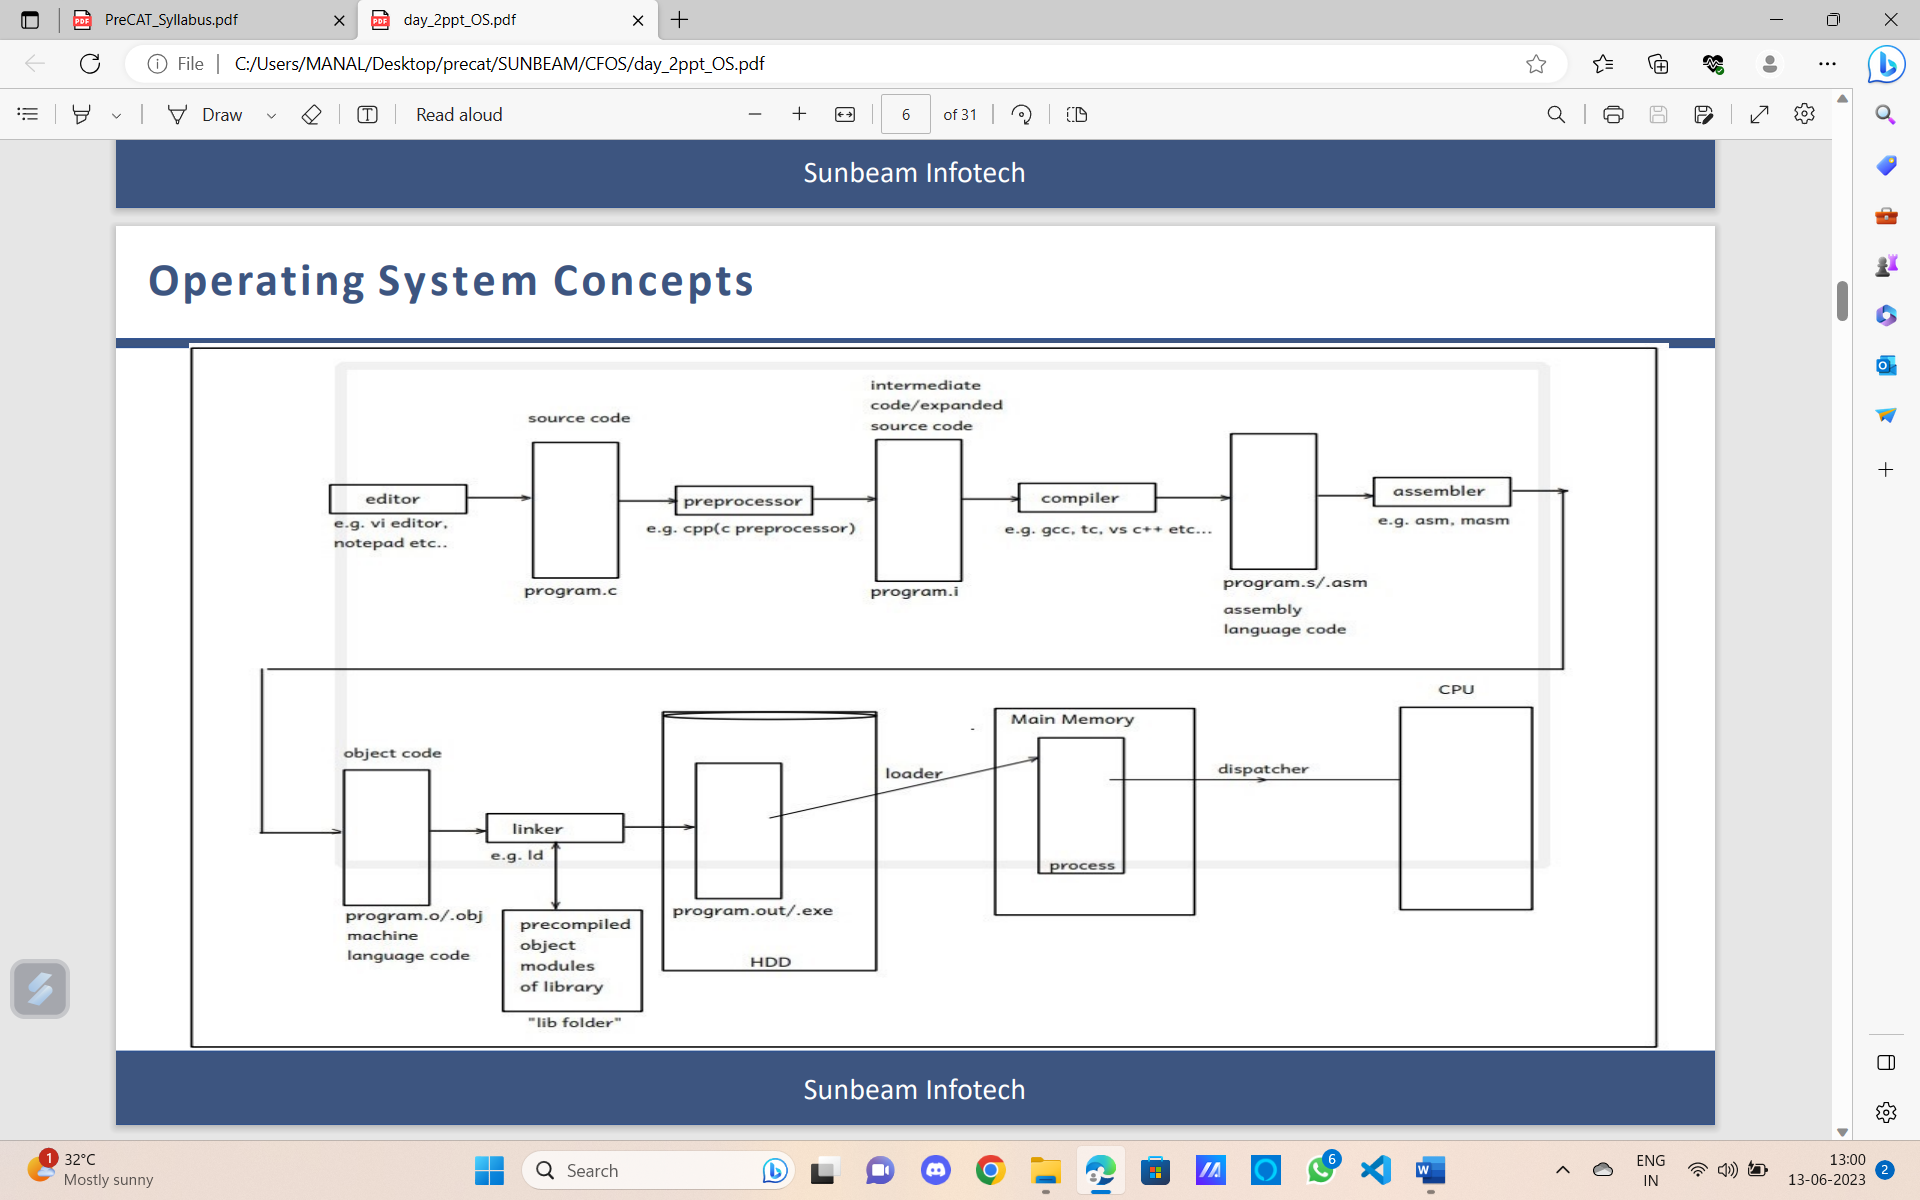 PreCAT_Syllabus.pdf
day_2ppt_OS.pdf
File
C:/Users/MANAL/Desktop/precat/SUNBEAM/CFOS/day_2ppt_OS.pdf
Draw
Read aloud
6
of 31
Sunbeam Infotech
Operating System Concepts
source code
intermediate
code/expanded
source code
editor
e.g. vi editor,
notepad etc..
program.c
preprocessor
e.g. cpp(c preprocessor)
program.i
compiler
e.g. gcc, tc, vs c++ etc...
program.s/.asm
assembly
language code
assembler
e.g. asm, masm
object code
program.o/.obj
machine
language code
linker
e.g. ld
precompiled
object
modules
of library
"lib folder"
program.out/.exe
HDD
loader
Main Memory
process
dispatcher
CPU
Sunbeam Infotech
1
32°C
Mostly sunny
Search
6
ENG
IN
13:00
13-06-2023
2